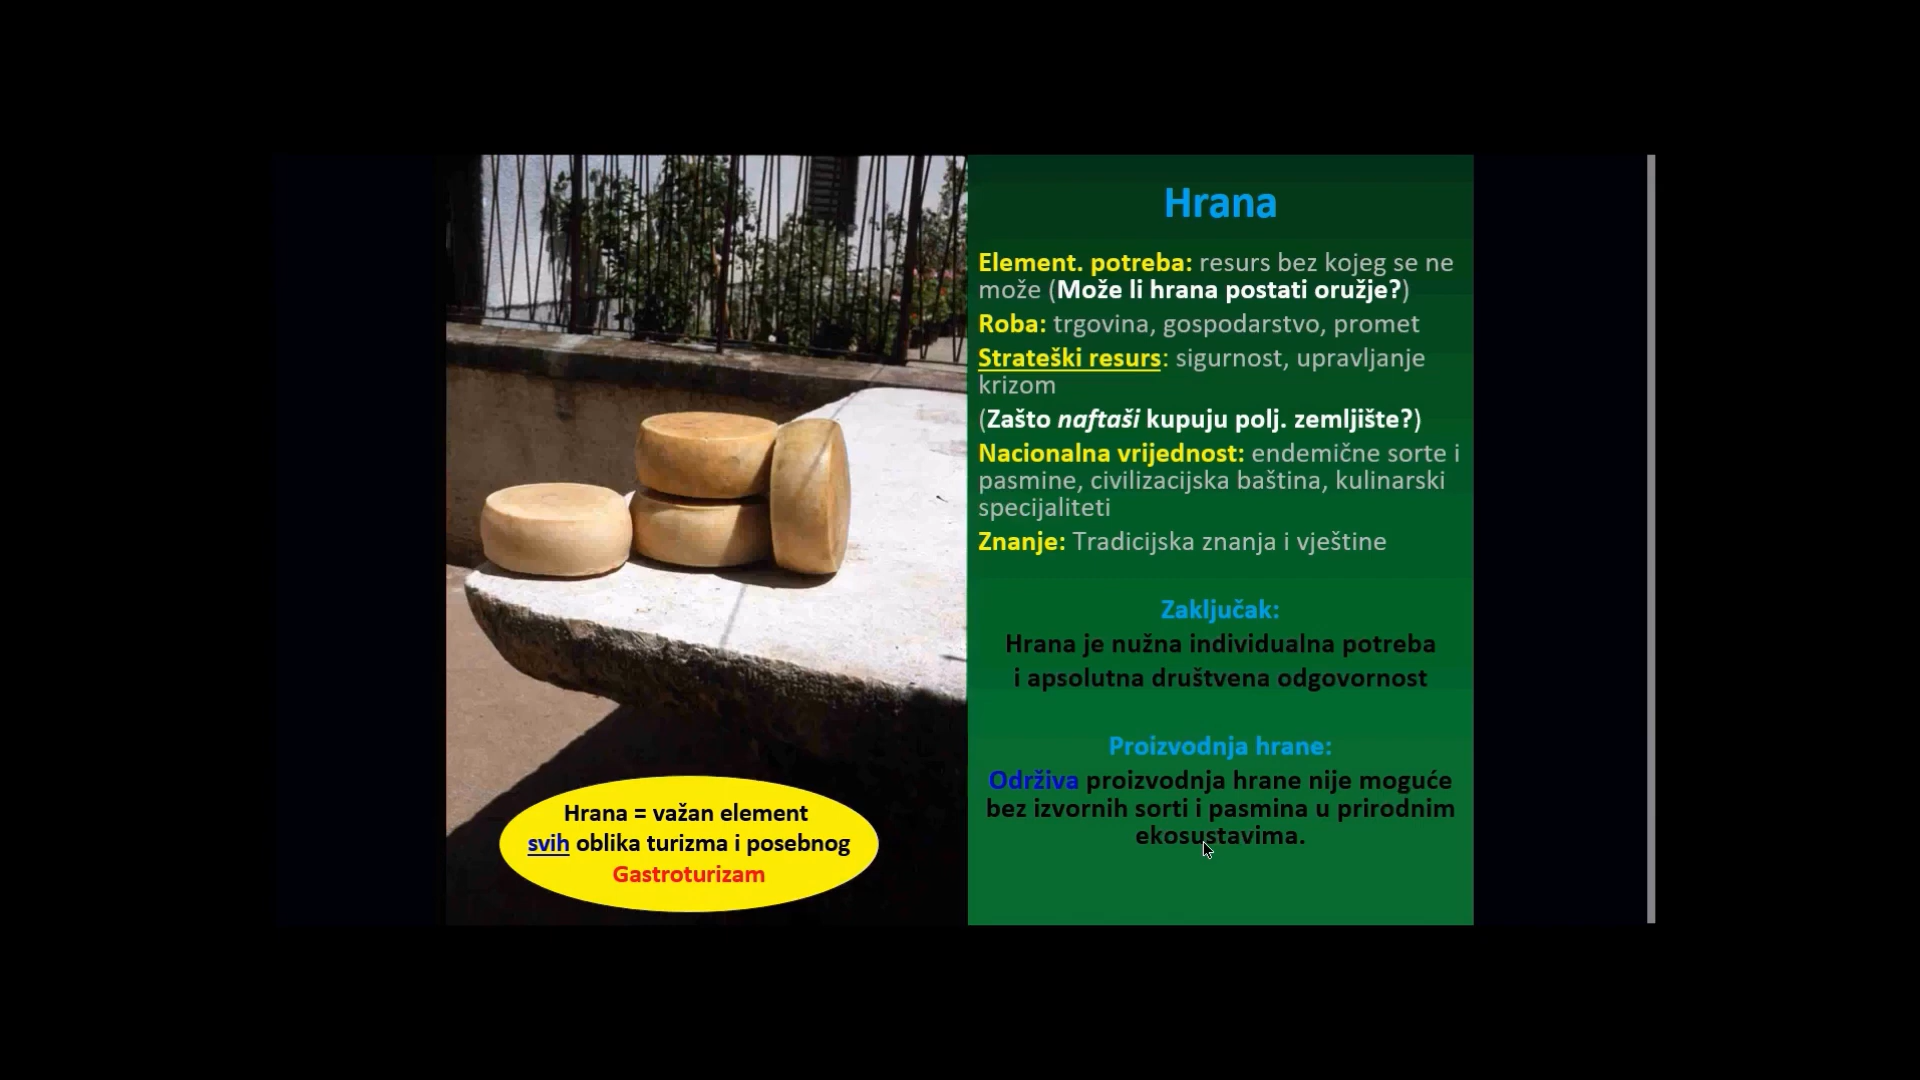 Hrana
Element. potreba: resurs bez kojeg se ne
može (Može li hrana postati oružje?)
Roba: trgovina, gospodarstvo, promet
Strateški resurs: sigurnost, upravljanje
krizom
(Zašto naftaši kupuju polj. zemljište?)
Nacionalna vrijednost: endemične sorte i
pasmine, civilizacijska baština, kulinarski
specijaliteti
Znanje: Tradicijska znanja i vještine
Zaključak:
Hrana je nužna individualna potreba
i apsolutna društvena odgovornost
Proizvodnja hrane:
Održiva proizvodnja hrane nije moguće
bez izvornih sorti i pasmina u prirodnim
ekosustavima.
Hrana = važan element
svih oblika turizma i posebnog
Gastroturizam